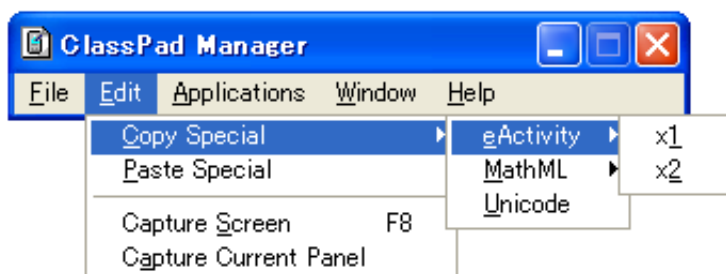 ClassPad Manager
File Edit Applications Window Help
Copy Special eActivity x1
Paste Special MathML x2
Unicode
Capture Screen F8
Capture Current Panel